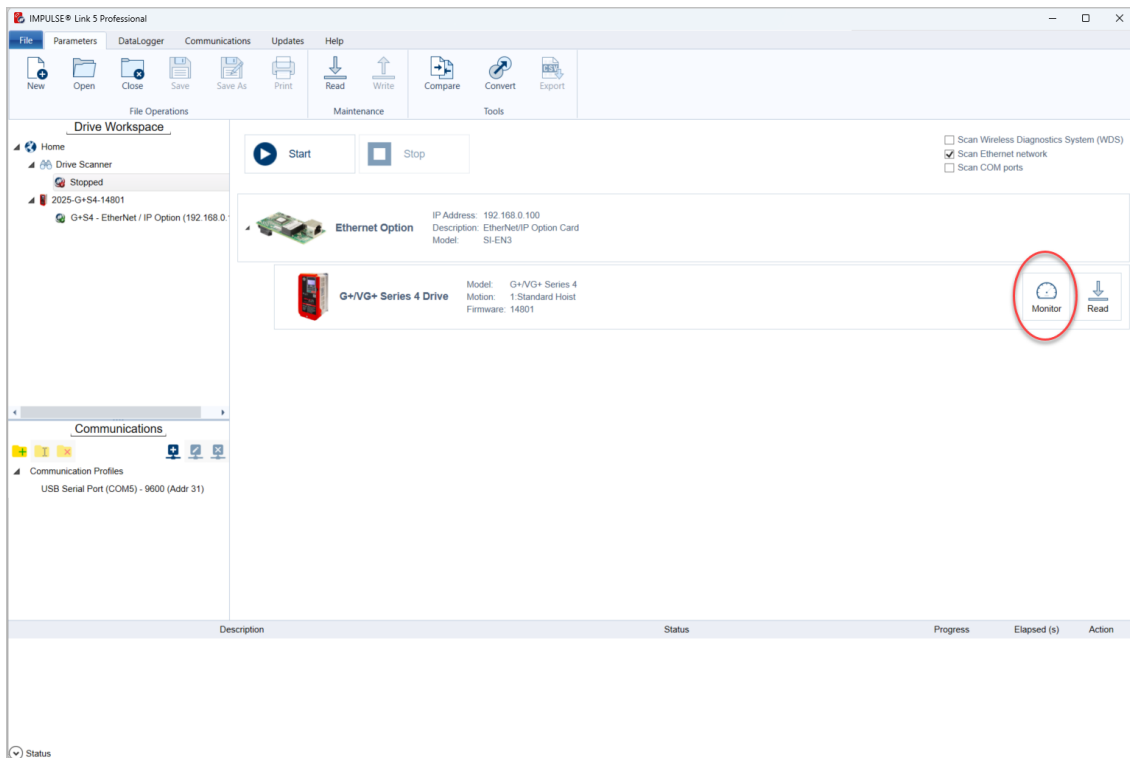 IMPULSE® Link 5 Professional
File Parameters DataLogger Communications Updates Help
New Open Close Save Save As Print Read Write Compare Convert Export
File Operations Maintenance Tools
Drive Workspace
Home
Drive Scanner
Stopped
2025-G+S4-14801
G+S4 - EtherNet / IP Option (192.168.0.
Start Stop
Scan Wireless Diagnostics System (WDS)
Scan Ethernet network
Scan COM ports
Ethernet Option
IP Address: 192.168.0.100
Description: EtherNet/IP Option Card
Model: SI-EN3
G+/VG+ Series 4 Drive
Model: G+/VG+ Series 4
Motion: 1:Standard Hoist
Firmware: 14801
Monitor Read
Communications
Communication Profiles
USB Serial Port (COM5) - 9600 (Addr 31)
Description Status Progress Elapsed (s) Action
Status